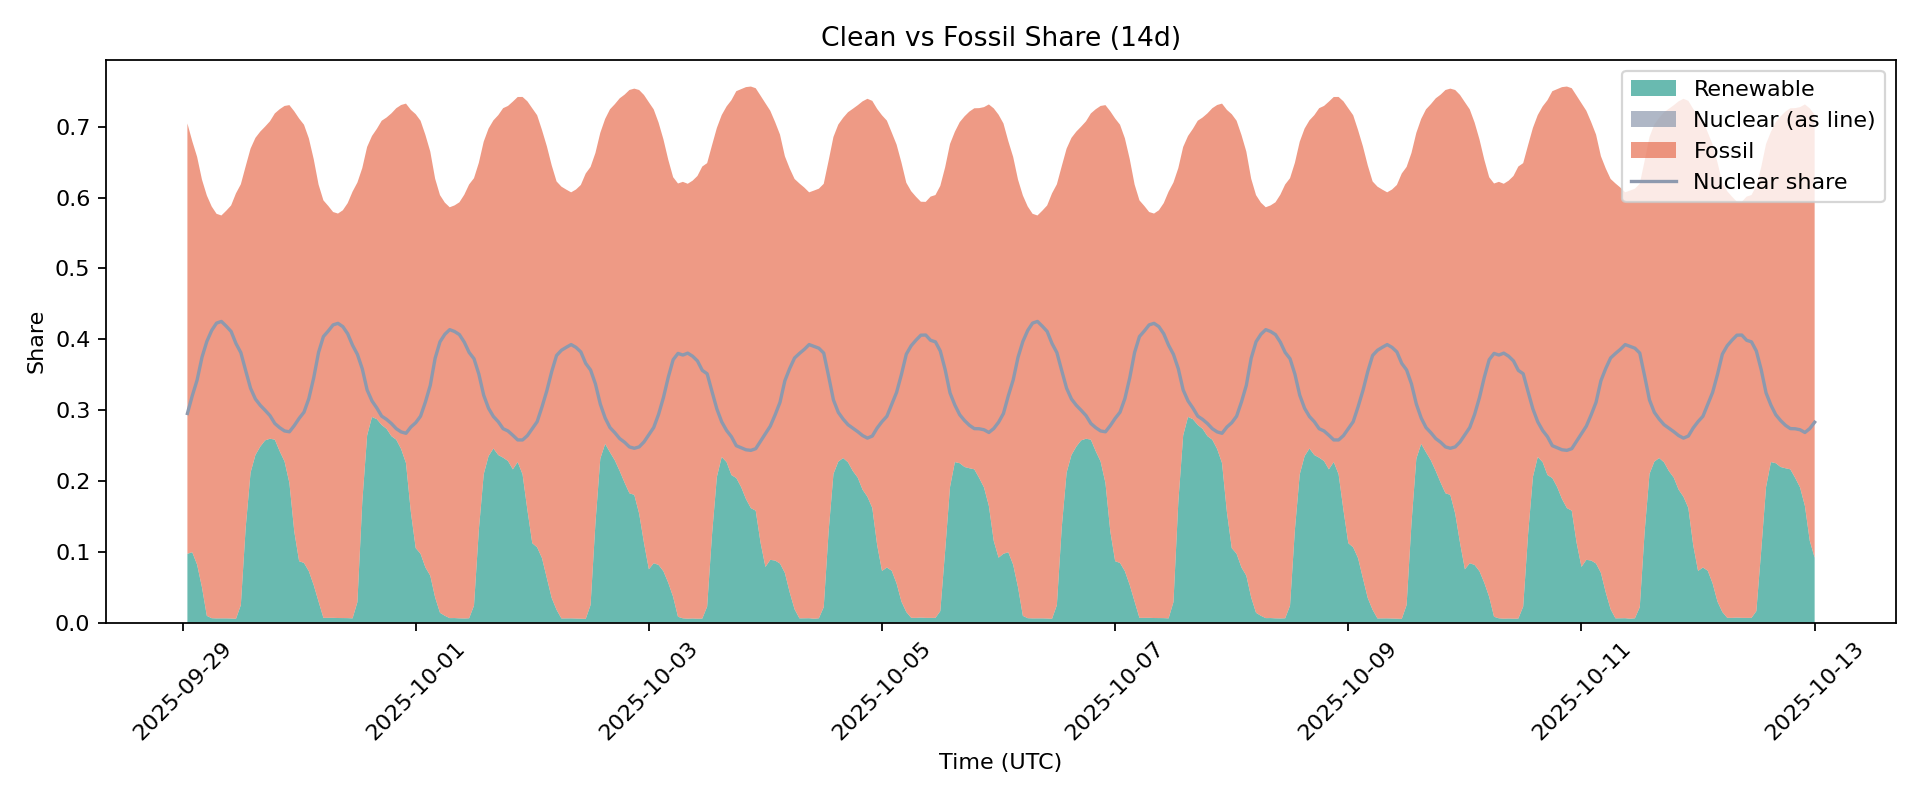 Clean vs Fossil Share (14d)
Renewable
Nuclear (as line)
Fossil
Nuclear share
Share
0.7
0.6
0.5
0.4
0.3
0.2
0.1
0.0
2025-09-29
2025-10-01
2025-10-03
2025-10-05
2025-10-07
2025-10-09
2025-10-11
2025-10-13
Time (UTC)